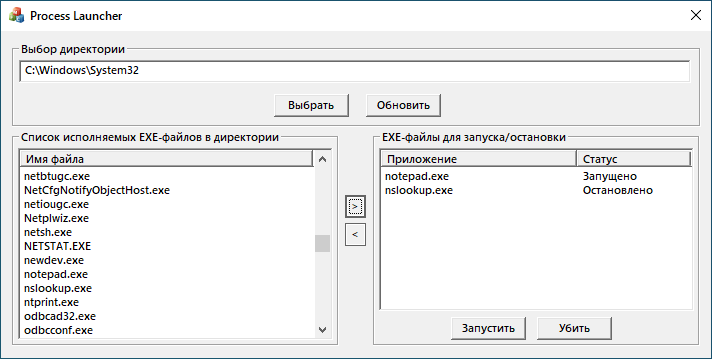 Process Launcher
Выбор директории
C:\Windows\System32
Выбрать Обновить
Список исполняемых EXE-файлов в директории
Имя файла
netbtugc.exe
NetCfgNotifyObjectHost.exe
netiougc.exe
Netplwiz.exe
netsh.exe
NETSTAT.EXE
newdev.exe
notepad.exe
nslookup.exe
ntprint.exe
odbcad32.exe
odbcconf.exe
>
<
EXE-файлы для запуска/остановки
Приложение Статус
notepad.exe Запущено
nslookup.exe Остановлено
Запустить Убить